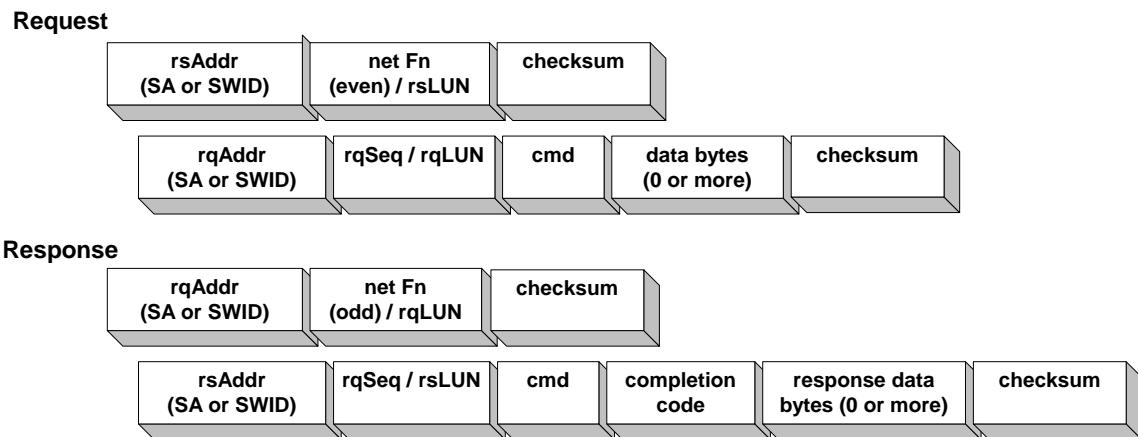 Request
rsAddr
(SA or SWID)
net Fn
(even) / rsLUN
checksum
rqAddr
(SA or SWID)
rqSeq / rqLUN
cmd
data bytes
(0 or more)
checksum
Response
rqAddr
(SA or SWID)
net Fn
(odd) / rqLUN
checksum
rsAddr
(SA or SWID)
rqSeq / rsLUN
cmd
completion
code
response data
bytes (0 or more)
checksum